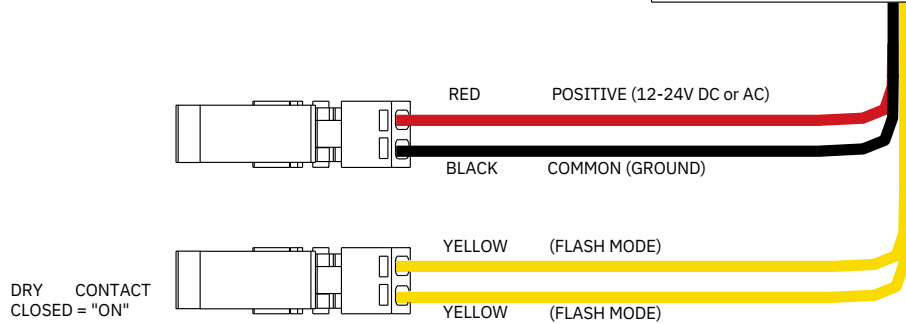 RED POSITIVE (12-24V DC or AC)
BLACK COMMON (GROUND)
YELLOW (FLASH MODE)
DRY CONTACT
CLOSED = "ON"
YELLOW (FLASH MODE)